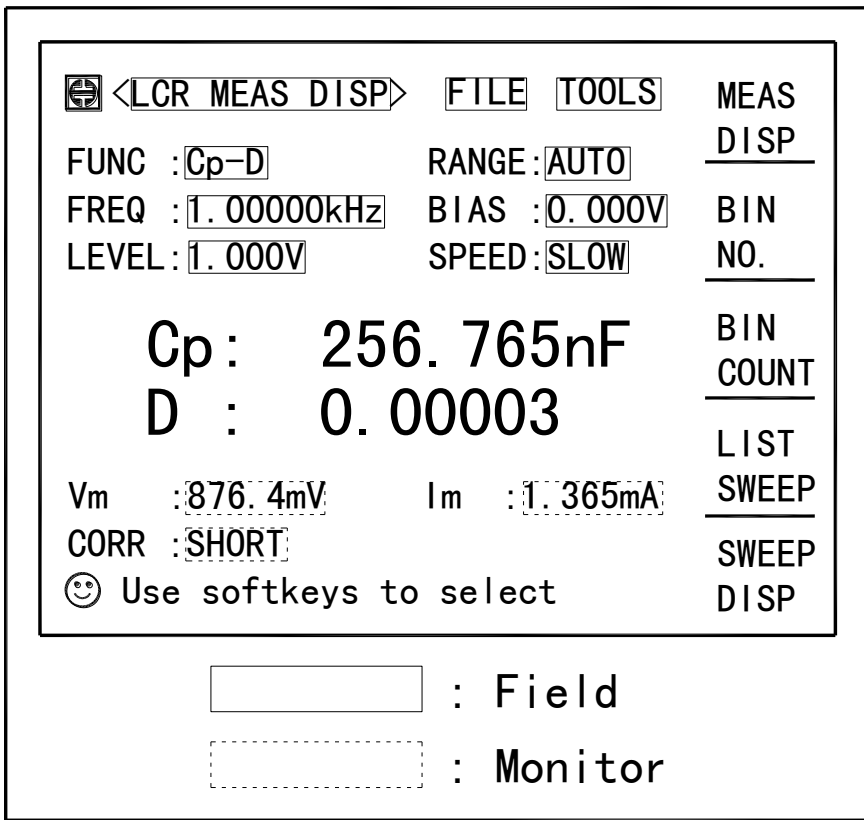 <LCR MEAS DISP> FILE TOOLS
FUNC :Cp-D RANGE:AUTO
FREQ :1.00000kHz BIAS :0.000V
LEVEL:1.000V SPEED:SLOW
Cp: 256.765nF
D : 0.00003
Vm :876.4mV Im :1.365mA
CORR :SHORT
Use softkeys to select
MEAS
DISP
BIN
NO.
BIN
COUNT
LIST
SWEEP
SWEEP
DISP
: Field
: Monitor